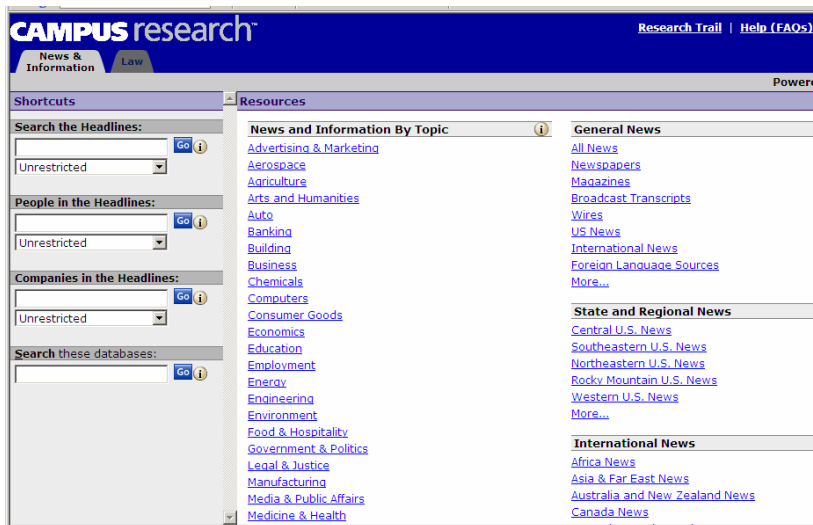 CAMPUS research™
Research Trail | Help (FAQs)
News &
Information
Law
Shortcuts
Search the Headlines:
Go
Unrestricted
People in the Headlines:
Go
Unrestricted
Companies in the Headlines:
Go
Unrestricted
Search these databases:
Go
Resources
News and Information By Topic
Advertising & Marketing
Aerospace
Agriculture
Arts and Humanities
Auto
Banking
Building
Business
Chemicals
Computers
Consumer Goods
Economics
Education
Employment
Energy
Engineering
Environment
Food & Hospitality
Government & Politics
Legal & Justice
Manufacturing
Media & Public Affairs
Medicine & Health
General News
All News
Newspapers
Magazines
Broadcast Transcripts
Wires
US News
International News
Foreign Language Sources
More...
State and Regional News
Central U.S. News
Southeastern U.S. News
Northeastern U.S. News
Rocky Mountain U.S. News
Western U.S. News
More...
International News
Africa News
Asia & Far East News
Australia and New Zealand News
Canada News